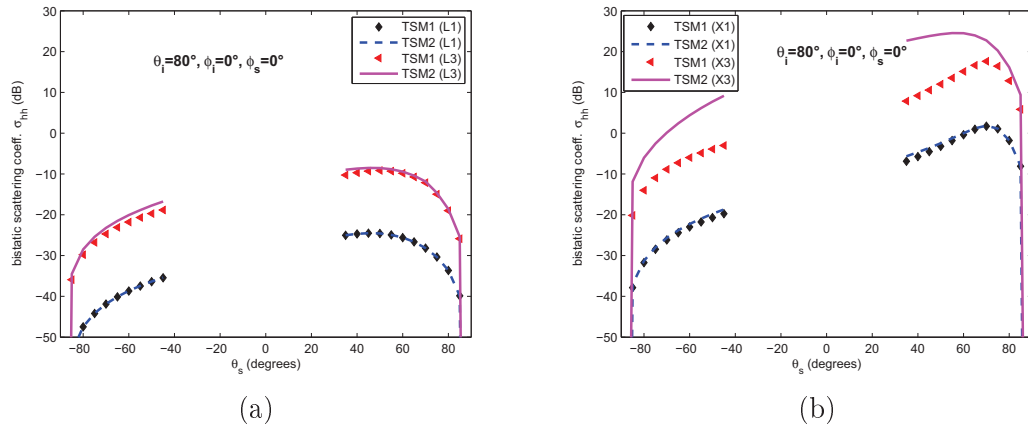 30
20
10
0
−10
−20
−30
−40
−50
bistatic scattering coeff. σhh (dB)
θi=80°, ϕi=0°, ϕs=0°
TSM1 (L1)
TSM2 (L1)
TSM1 (L3)
TSM2 (L3)
−80 −60 −40 −20 0 20 40 60 80
θs (degrees)
(a)
30
20
10
0
−10
−20
−30
−40
−50
bistatic scattering coeff. σhh (dB)
TSM1 (X1)
TSM2 (X1)
TSM1 (X3)
TSM2 (X3)
θi=80°, ϕi=0°, ϕs=0°
−80 −60 −40 −20 0 20 40 60 80
θs (degrees)
(b)